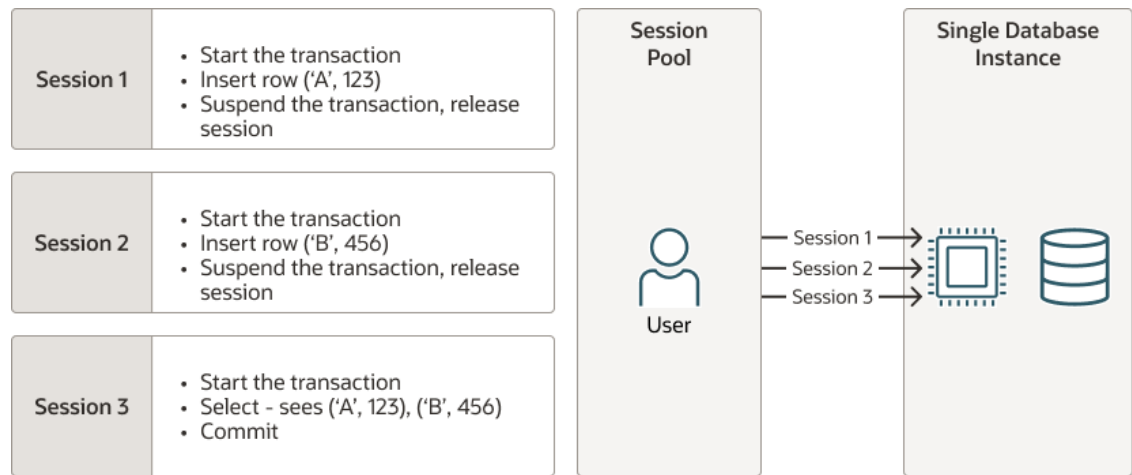 Session 1
• Start the transaction
• Insert row (‘A’, 123)
• Suspend the transaction, release
session
Session 2
• Start the transaction
• Insert row (‘B’, 456)
• Suspend the transaction, release
session
Session 3
• Start the transaction
• Select - sees (‘A’, 123), (‘B’, 456)
• Commit
Session
Pool
User
Session 1
Session 2
Session 3
Single Database
Instance